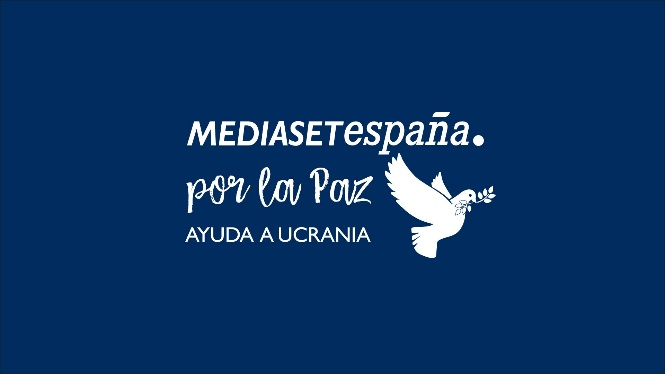 MEDIASETespaña.
por la Paz
AYUDA A UCRANIA